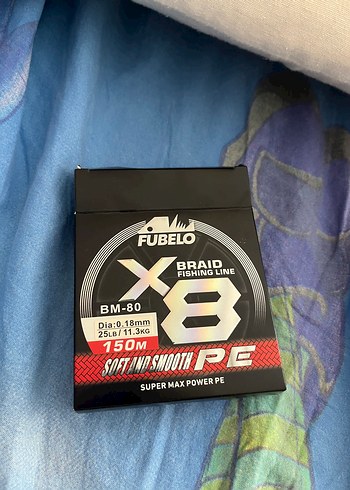 FUBELO
X8
BRAID
FISHING LINE
BM-80
Dia:0.18mm
25LB/11.3KG
150M
SOFT AND SMOOTH PE
SUPER MAX POWER PE